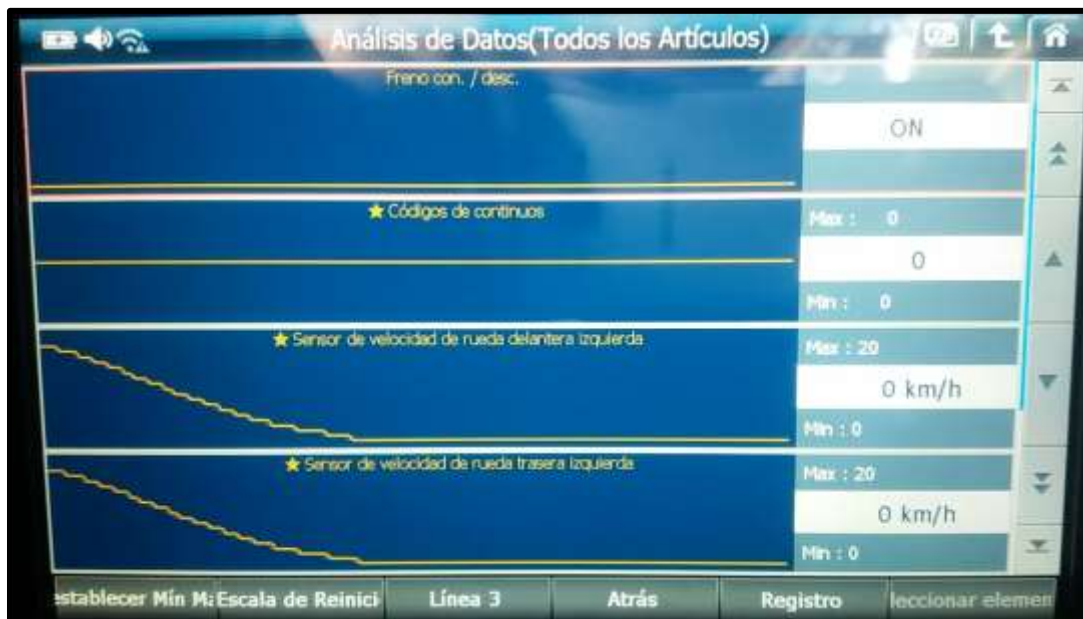 Análisis de Datos(Todos los Artículos)
Freno con. / desc.
ON
★ Códigos de continuos
Max : 0
0
Min : 0
★ Sensor de velocidad de rueda delantera izquierda
Max : 20
0 km/h
Min : 0
★ Sensor de velocidad de rueda trasera izquierda
Max : 20
0 km/h
Min : 0
establecer Mín Má Escala de Reinici Línea 3 Atrás Registro leccionar elemen